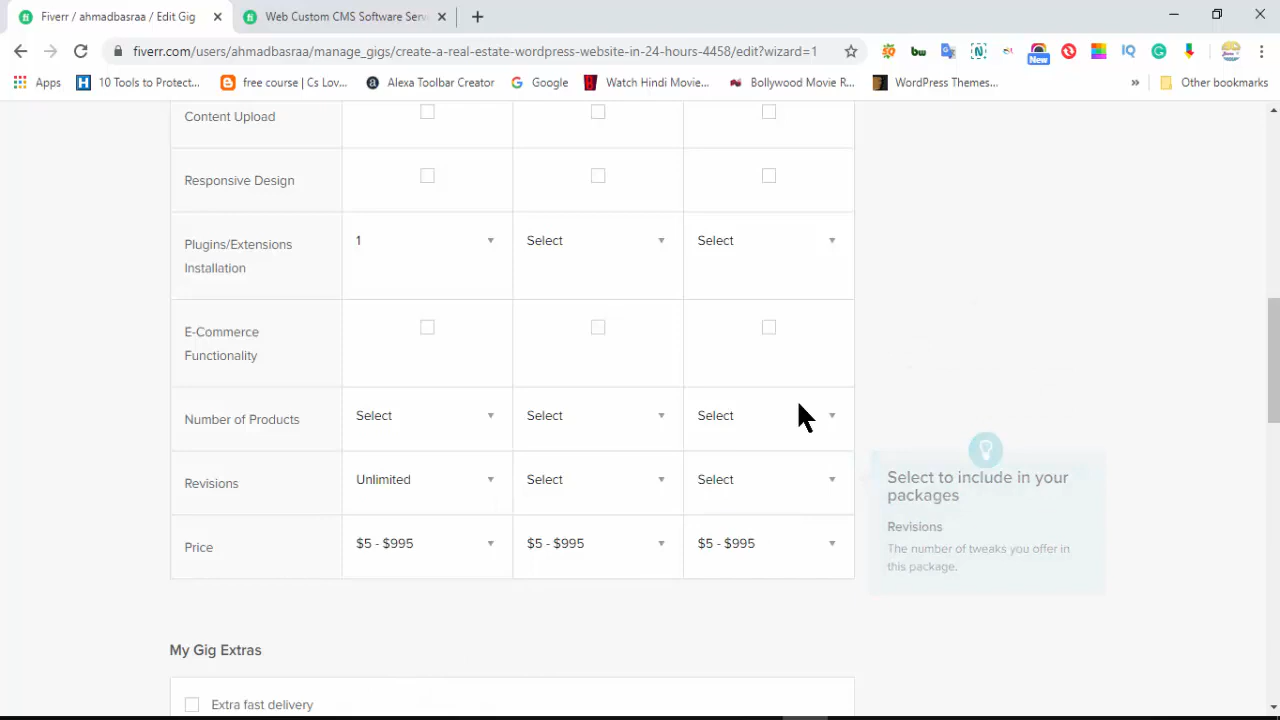 Fiverr / ahmadbasraa / Edit Gig
Web Custom CMS Software Serv
fiverr.com/users/ahmadbasraa/manage_gigs/create-a-real-estate-wordpress-website-in-24-hours-4458/edit?wizard=1
bw
New
IQ
Apps
10 Tools to Protect...
free course | Cs Lov...
Alexa Toolbar Creator
Google
Watch Hindi Movie...
Bollywood Movie R...
WordPress Themes...
»
Other bookmarks
Content Upload
Responsive Design
Plugins/Extensions
Installation
1
Select
Select
E-Commerce
Functionality
Number of Products
Select
Select
Select
Revisions
Unlimited
Select
Select
Price
$5 - $995
$5 - $995
$5 - $995
Select to include in your
packages
Revisions
The number of tweaks you offer in
this package.
My Gig Extras
Extra fast delivery